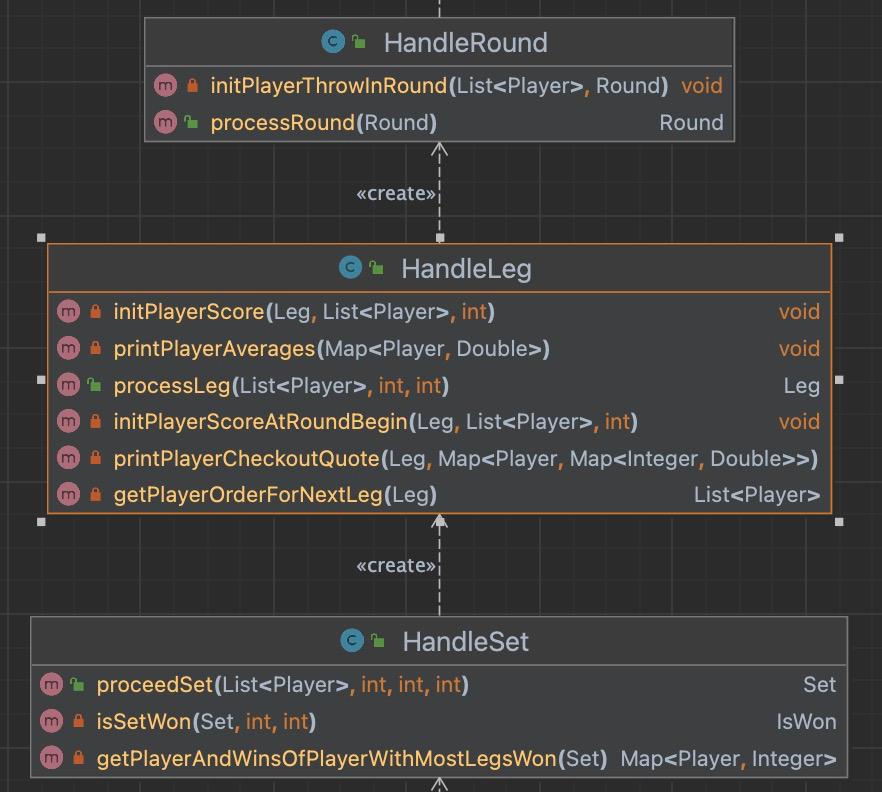 HandleRound
initPlayerThrowInRound(List<Player>, Round) void
processRound(Round) Round
«create»
HandleLeg
initPlayerScore(Leg, List<Player>, int) void
printPlayerAverages(Map<Player, Double>) void
processLeg(List<Player>, int, int) Leg
initPlayerScoreAtRoundBegin(Leg, List<Player>, int) void
printPlayerCheckoutQuote(Leg, Map<Player, Map<Integer, Double>>)
getPlayerOrderForNextLeg(Leg) List<Player>
«create»
HandleSet
proceedSet(List<Player>, int, int, int) Set
isSetWon(Set, int, int) IsWon
getPlayerAndWinsOfPlayerWithMostLegsWon(Set) Map<Player, Integer>